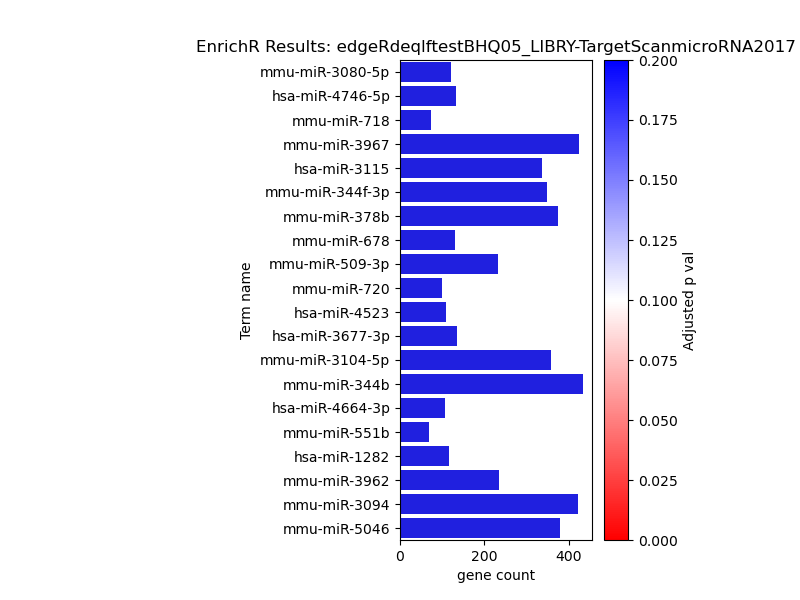 EnrichR Results: edgeRdeqlftestBHQ05_LIBRY-TargetScanmicroRNA2017
mmu-miR-3080-5p
hsa-miR-4746-5p
mmu-miR-718
mmu-miR-3967
hsa-miR-3115
mmu-miR-344f-3p
mmu-miR-378b
mmu-miR-678
mmu-miR-509-3p
mmu-miR-720
hsa-miR-4523
hsa-miR-3677-3p
mmu-miR-3104-5p
mmu-miR-344b
hsa-miR-4664-3p
mmu-miR-551b
hsa-miR-1282
mmu-miR-3962
mmu-miR-3094
mmu-miR-5046
Term name
0 200 400
gene count
0.200
0.175
0.150
0.125
0.100
0.075
0.050
0.025
0.000
Adjusted p val